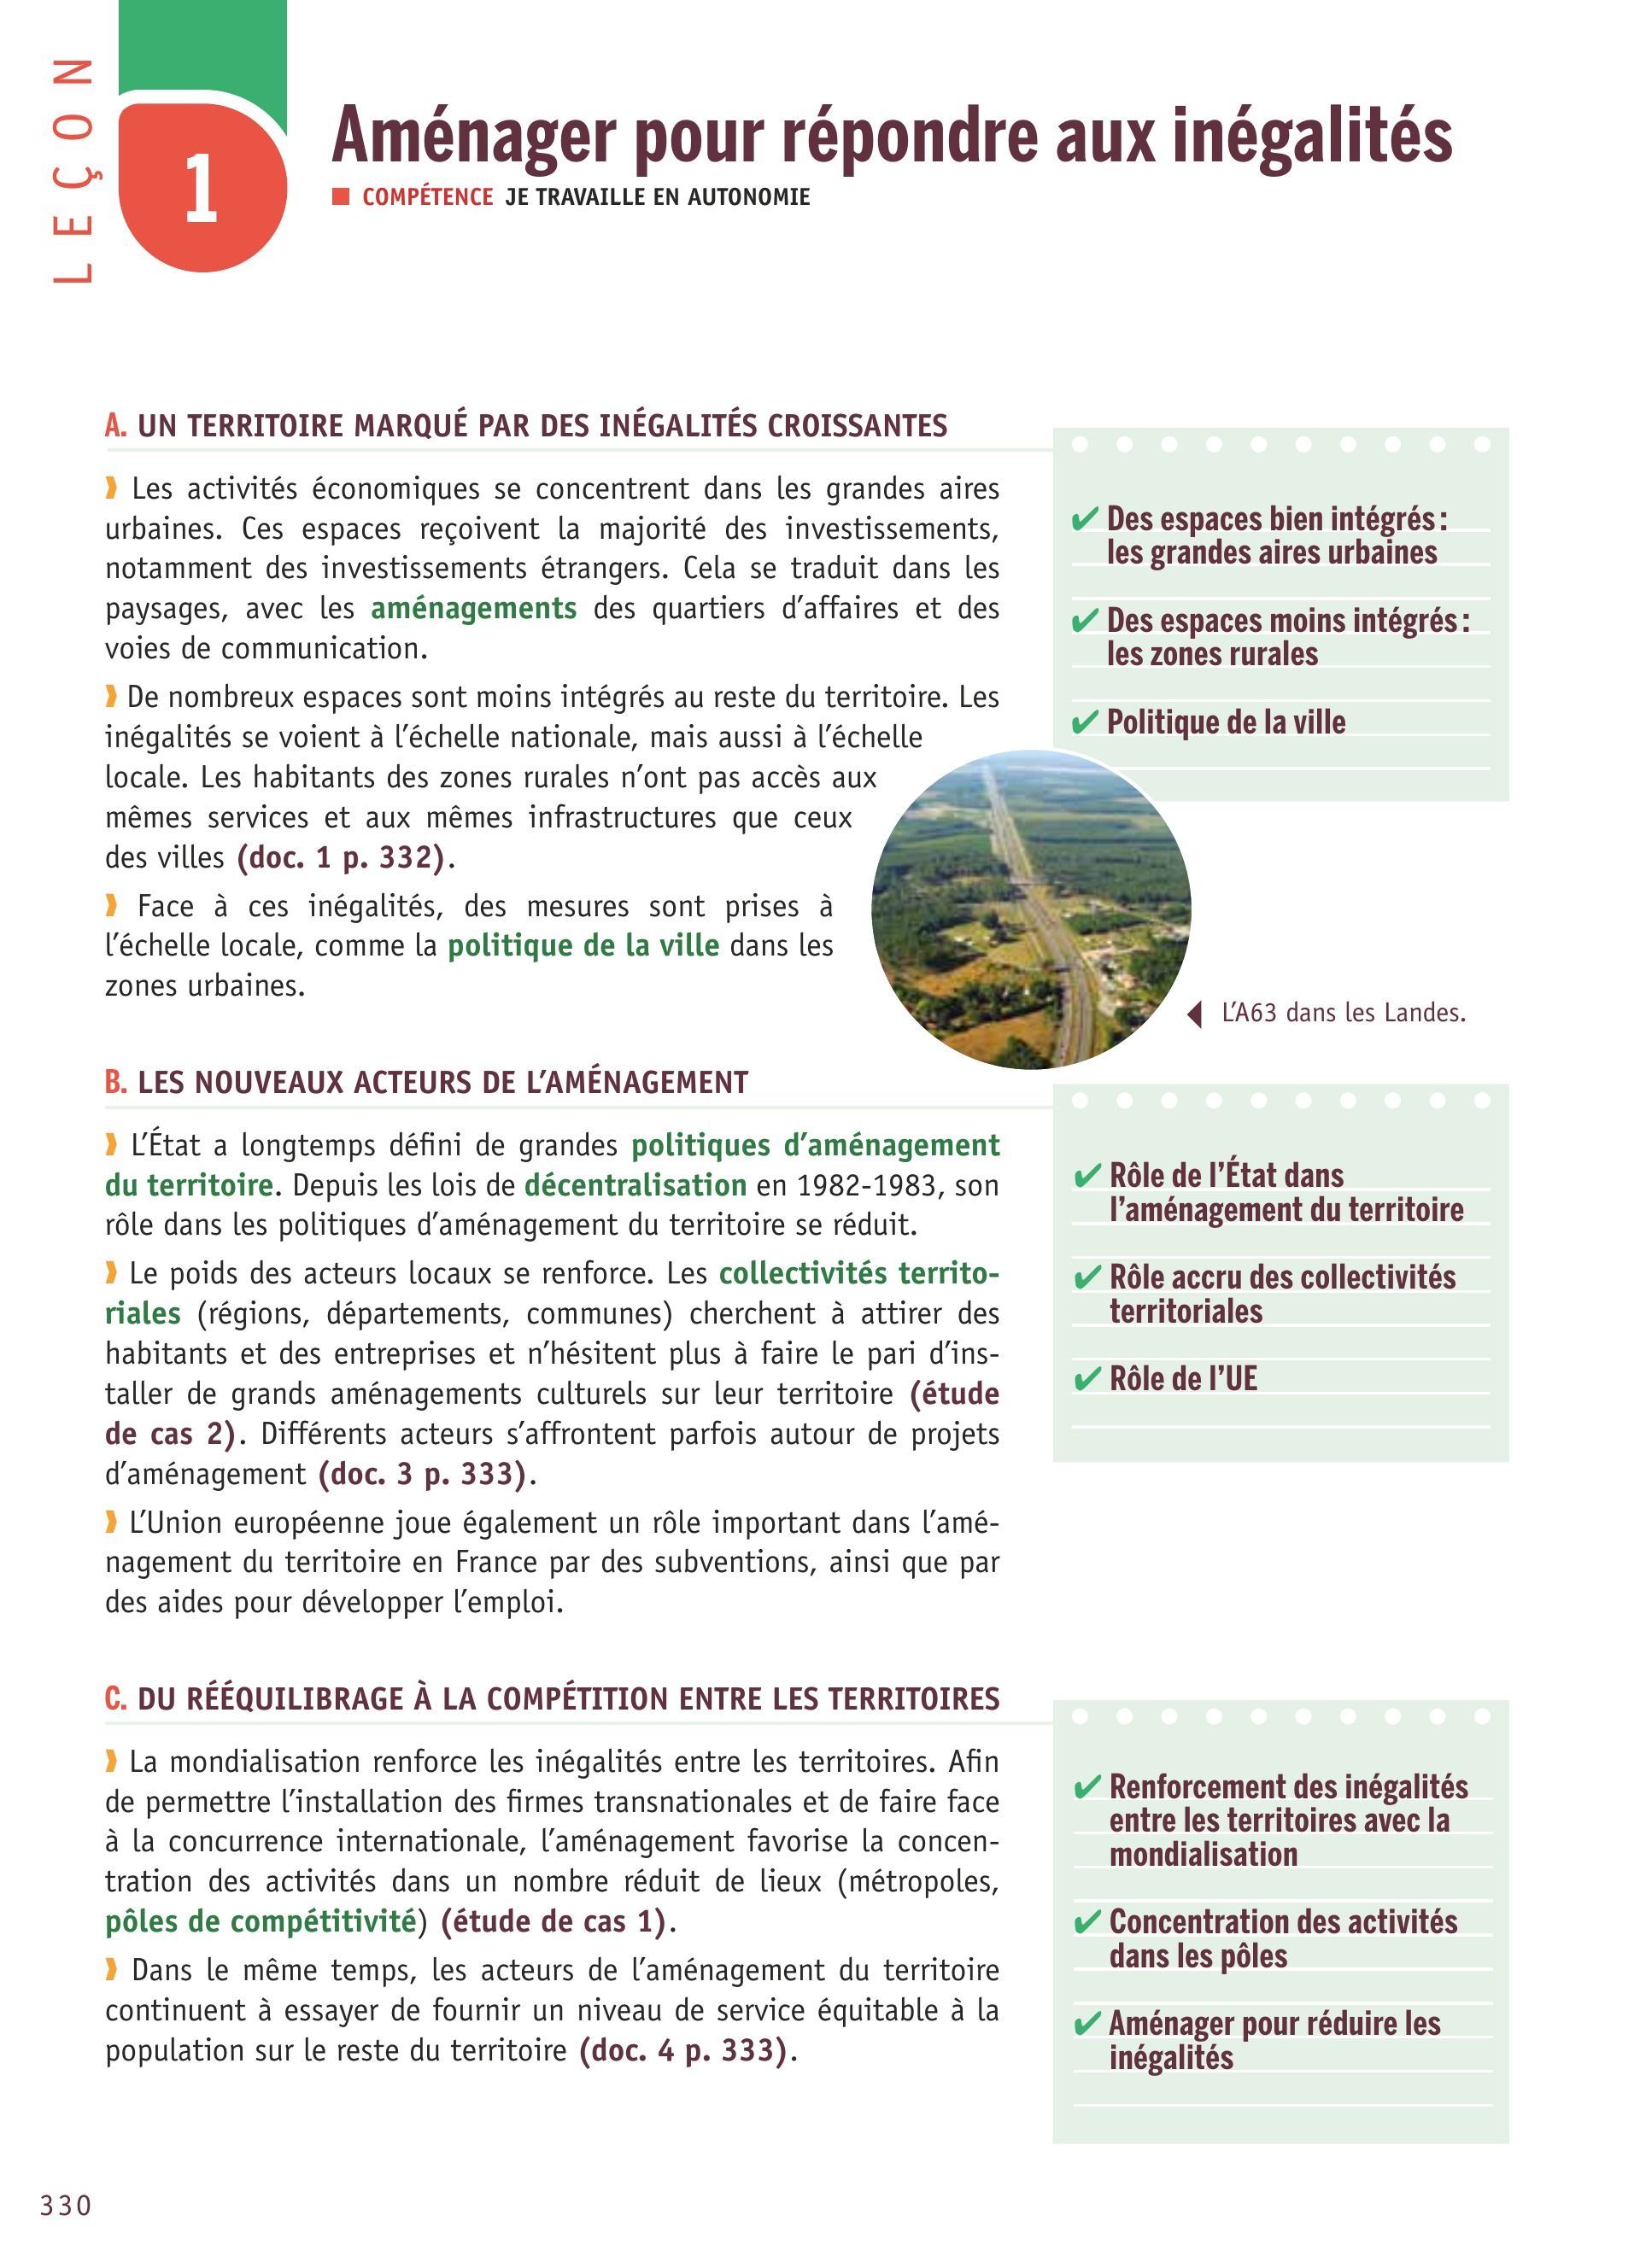 LEÇON
1
Aménager pour répondre aux inégalités
■ COMPÉTENCE JE TRAVAILLE EN AUTONOMIE
A. UN TERRITOIRE MARQUÉ PAR DES INÉGALITÉS CROISSANTES
Les activités économiques se concentrent dans les grandes aires
urbaines. Ces espaces reçoivent la majorité des investissements,
notamment des investissements étrangers. Cela se traduit dans les
paysages, avec les aménagements des quartiers d'affaires et des
voies de communication.
De nombreux espaces sont moins intégrés au reste du territoire. Les
inégalités se voient à l'échelle nationale, mais aussi à l'échelle
locale. Les habitants des zones rurales n'ont pas accès aux
mêmes services et aux mêmes infrastructures que ceux
des villes (doc. 1 p. 332).
Face à ces inégalités, des mesures sont prises à
l'échelle locale, comme la politique de la ville dans les
zones urbaines.
✔ Des espaces bien intégrés :
les grandes aires urbaines
✔ Des espaces moins intégrés :
les zones rurales
✔ Politique de la ville
◀ L'A63 dans les Landes.
B. LES NOUVEAUX ACTEURS DE L'AMÉNAGEMENT
L'État a longtemps défini de grandes politiques d'aménagement
du territoire. Depuis les lois de décentralisation en 1982-1983, son
rôle dans les politiques d'aménagement du territoire se réduit.
Le poids des acteurs locaux se renforce. Les collectivités territo-
riales (régions, départements, communes) cherchent à attirer des
habitants et des entreprises et n'hésitent plus à faire le pari d'ins-
taller de grands aménagements culturels sur leur territoire (étude
de cas 2). Différents acteurs s'affrontent parfois autour de projets
d'aménagement (doc. 3 p. 333).
L'Union européenne joue également un rôle important dans l'amé-
nagement du territoire en France par des subventions, ainsi que par
des aides pour développer l'emploi.
✔ Rôle de l'État dans
l'aménagement du territoire
✔ Rôle accru des collectivités
territoriales
✔ Rôle de l'UE
C. DU RÉÉQUILIBRAGE À LA COMPÉTITION ENTRE LES TERRITOIRES
La mondialisation renforce les inégalités entre les territoires. Afin
de permettre l'installation des firmes transnationales et de faire face
à la concurrence internationale, l'aménagement favorise la concen-
tration des activités dans un nombre réduit de lieux (métropoles,
pôles de compétitivité) (étude de cas 1).
Dans le même temps, les acteurs de l'aménagement du territoire
continuent à essayer de fournir un niveau de service équitable à la
population sur le reste du territoire (doc. 4 p. 333).
✔ Renforcement des inégalités
entre les territoires avec la
mondialisation
✔ Concentration des activités
dans les pôles
✔ Aménager pour réduire les
inégalités
330